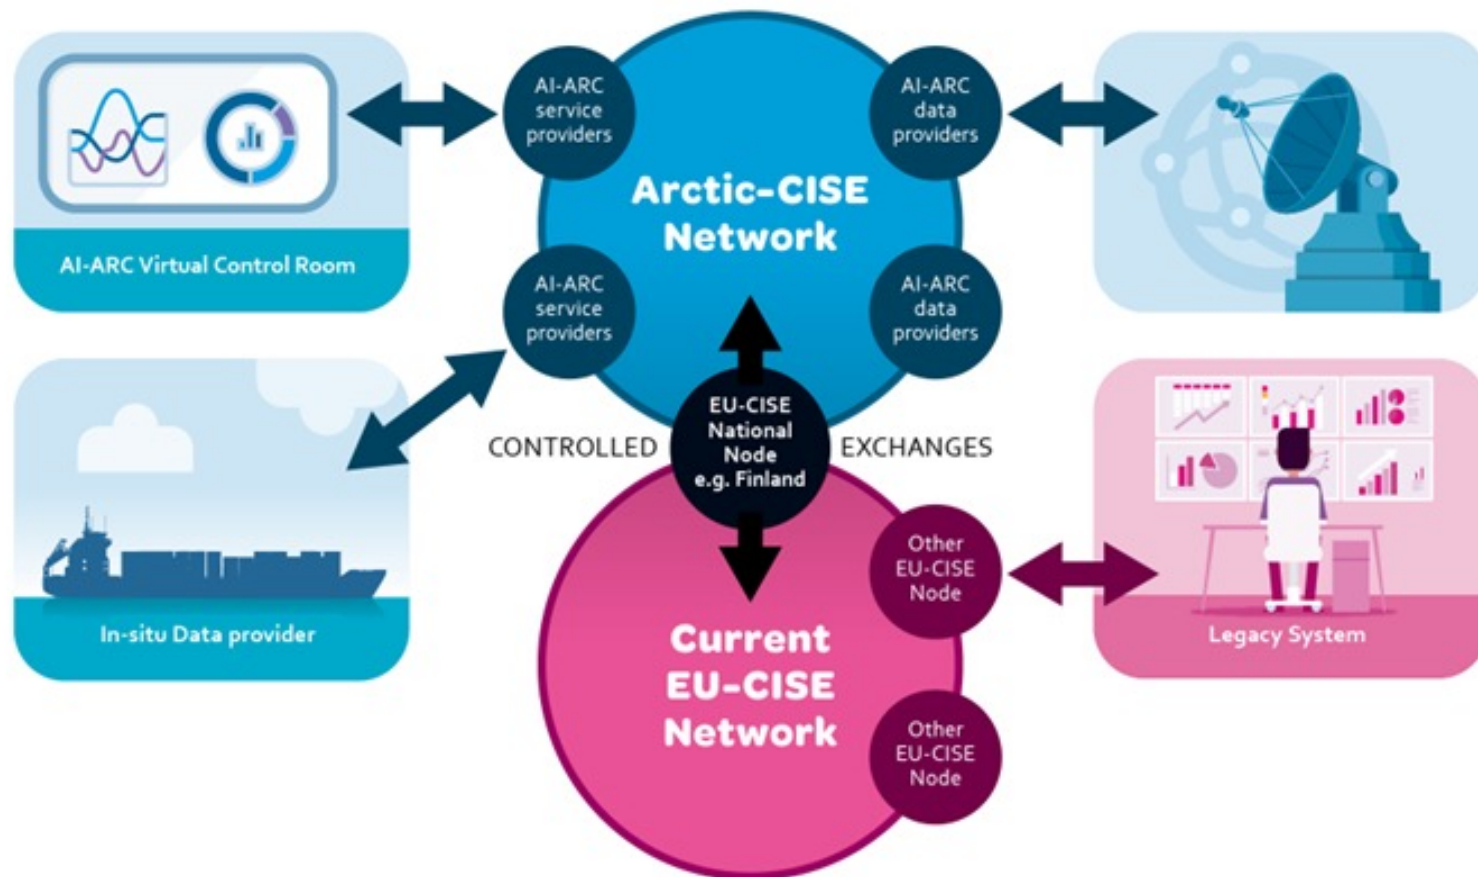 AI-ARC
service
providers
AI-ARC
data
providers
Arctic-CISE
Network
AI-ARC Virtual Control Room
AI-ARC
service
providers
AI-ARC
data
providers
EU-CISE
National
Node
e.g. Finland
CONTROLLED
EXCHANGES
Other
EU-CISE
Node
In-situ Data provider
Legacy System
Current
EU-CISE
Network
Other
EU-CISE
Node